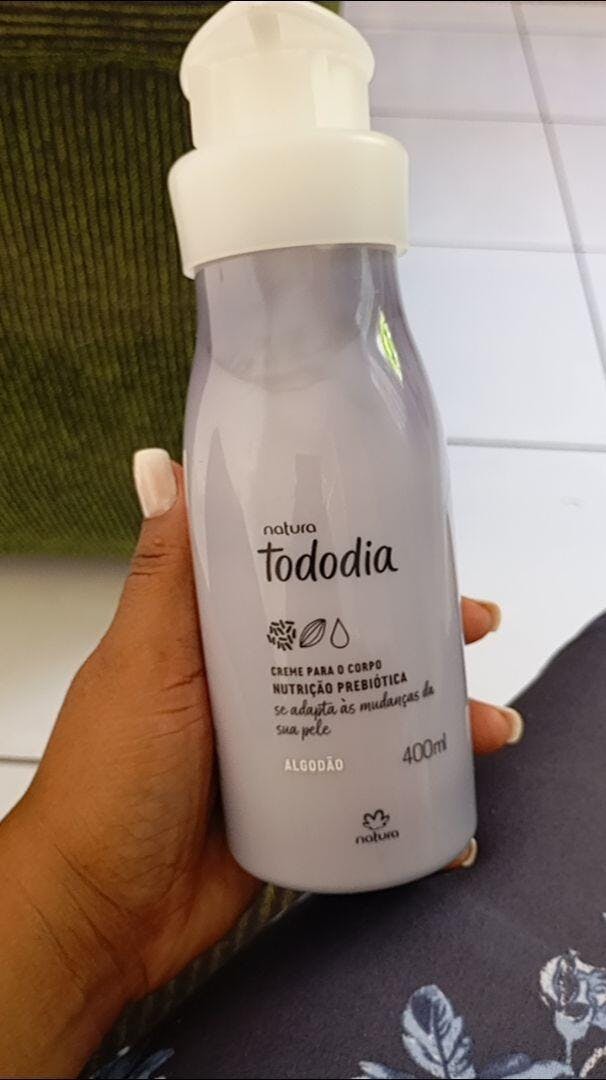 natura
tododia
CREME PARA O CORPO
NUTRIÇÃO PREBIÓTICA
se adapta às mudanças da
sua pele
ALGODÃO
400ml
natura